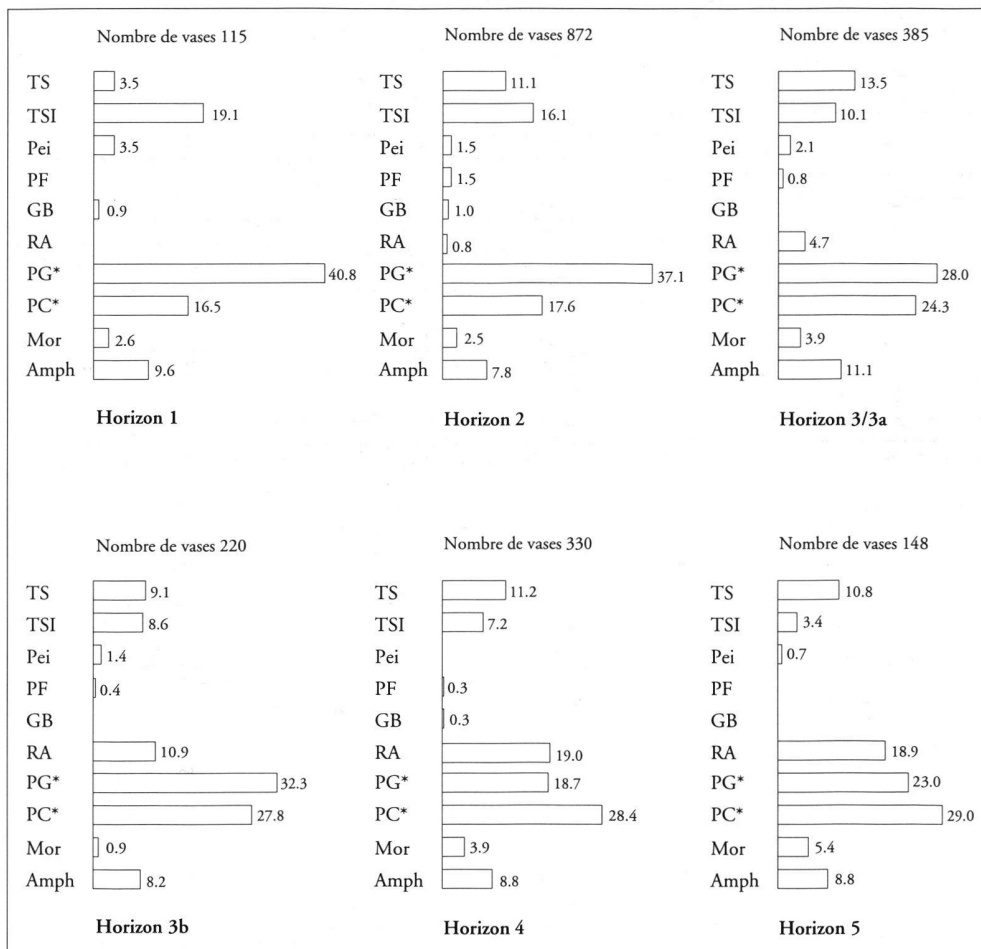 Nombre de vases 115
TS 3.5
TSI 19.1
Pei 3.5
PF
GB 0.9
RA
PG* 40.8
PC* 16.5
Mor 2.6
Amph 9.6
Horizon 1
Nombre de vases 872
TS 11.1
TSI 16.1
Pei 1.5
PF 1.5
GB 1.0
RA 0.8
PG* 37.1
PC* 17.6
Mor 2.5
Amph 7.8
Horizon 2
Nombre de vases 385
TS 13.5
TSI 10.1
Pei 2.1
PF 0.8
GB
RA 4.7
PG* 28.0
PC* 24.3
Mor 3.9
Amph 11.1
Horizon 3/3a
Nombre de vases 220
TS 9.1
TSI 8.6
Pei 1.4
PF 0.4
GB
RA 10.9
PG* 32.3
PC* 27.8
Mor 0.9
Amph 8.2
Horizon 3b
Nombre de vases 330
TS 11.2
TSI 7.2
Pei
PF 0.3
GB 0.3
RA 19.0
PG* 18.7
PC* 28.4
Mor 3.9
Amph 8.8
Horizon 4
Nombre de vases 148
TS 10.8
TSI 3.4
Pei 0.7
PF
GB
RA 18.9
PG* 23.0
PC* 29.0
Mor 5.4
Amph 8.8
Horizon 5